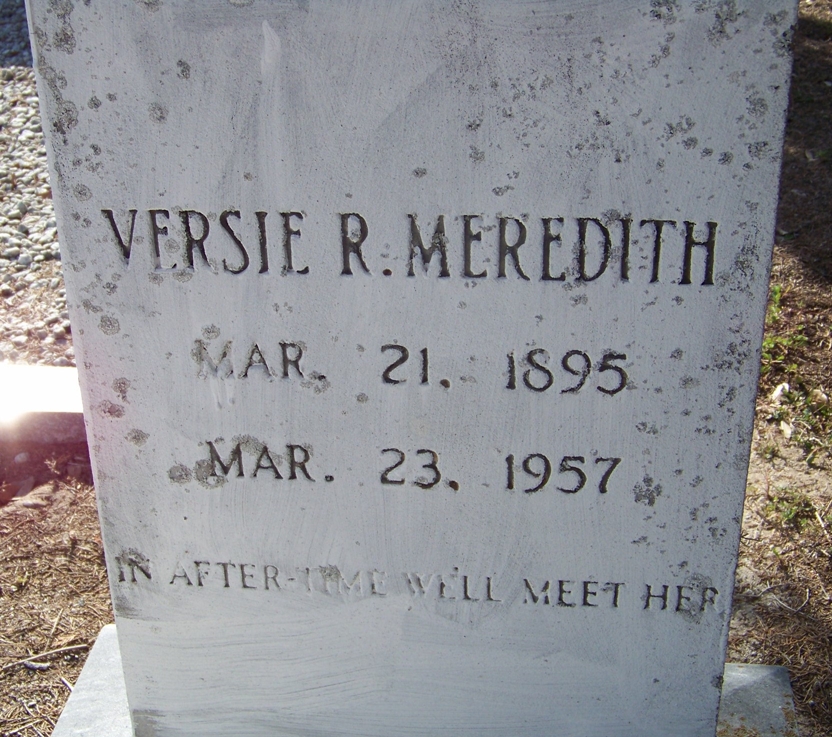 VERSIE R. MEREDITH
MAR. 21. 1895
MAR. 23. 1957
IN AFTER-TIME WE'LL MEET HER